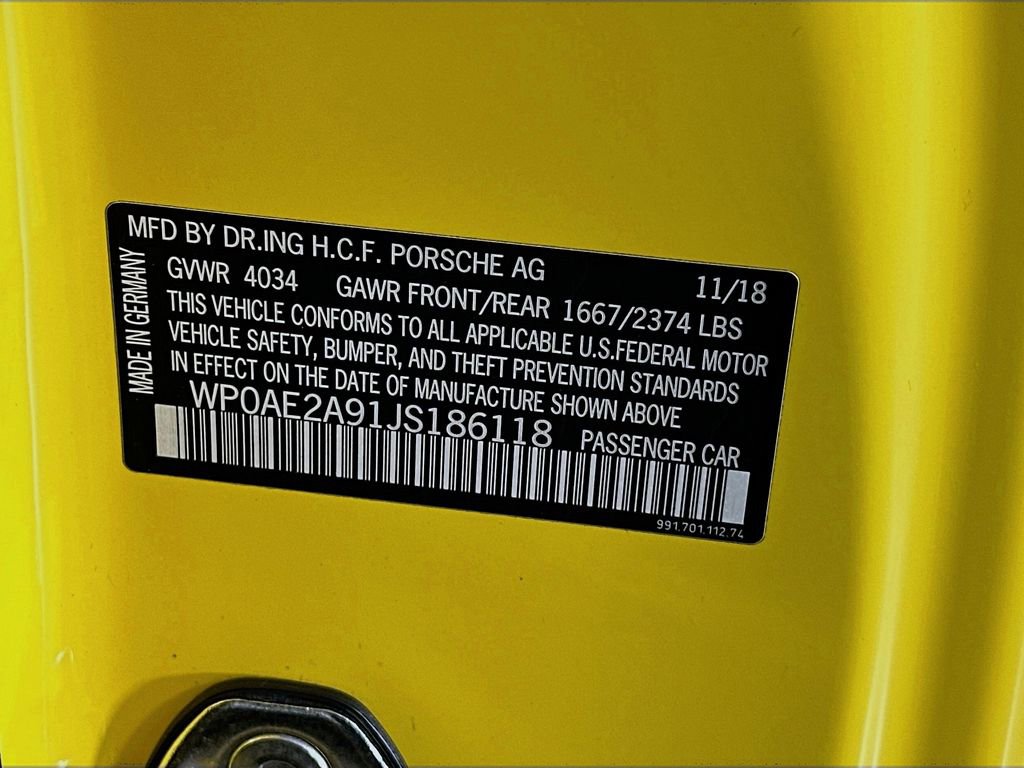 MFD BY DR.ING H.C.F. PORSCHE AG 11/18
GVWR 4034 GAWR FRONT/REAR 1667/2374 LBS
THIS VEHICLE CONFORMS TO ALL APPLICABLE U.S.FEDERAL MOTOR
VEHICLE SAFETY, BUMPER, AND THEFT PREVENTION STANDARDS
IN EFFECT ON THE DATE OF MANUFACTURE SHOWN ABOVE
WP0AE2A91JS186118 PASSENGER CAR
991.701.112.74
MADE IN GERMANY